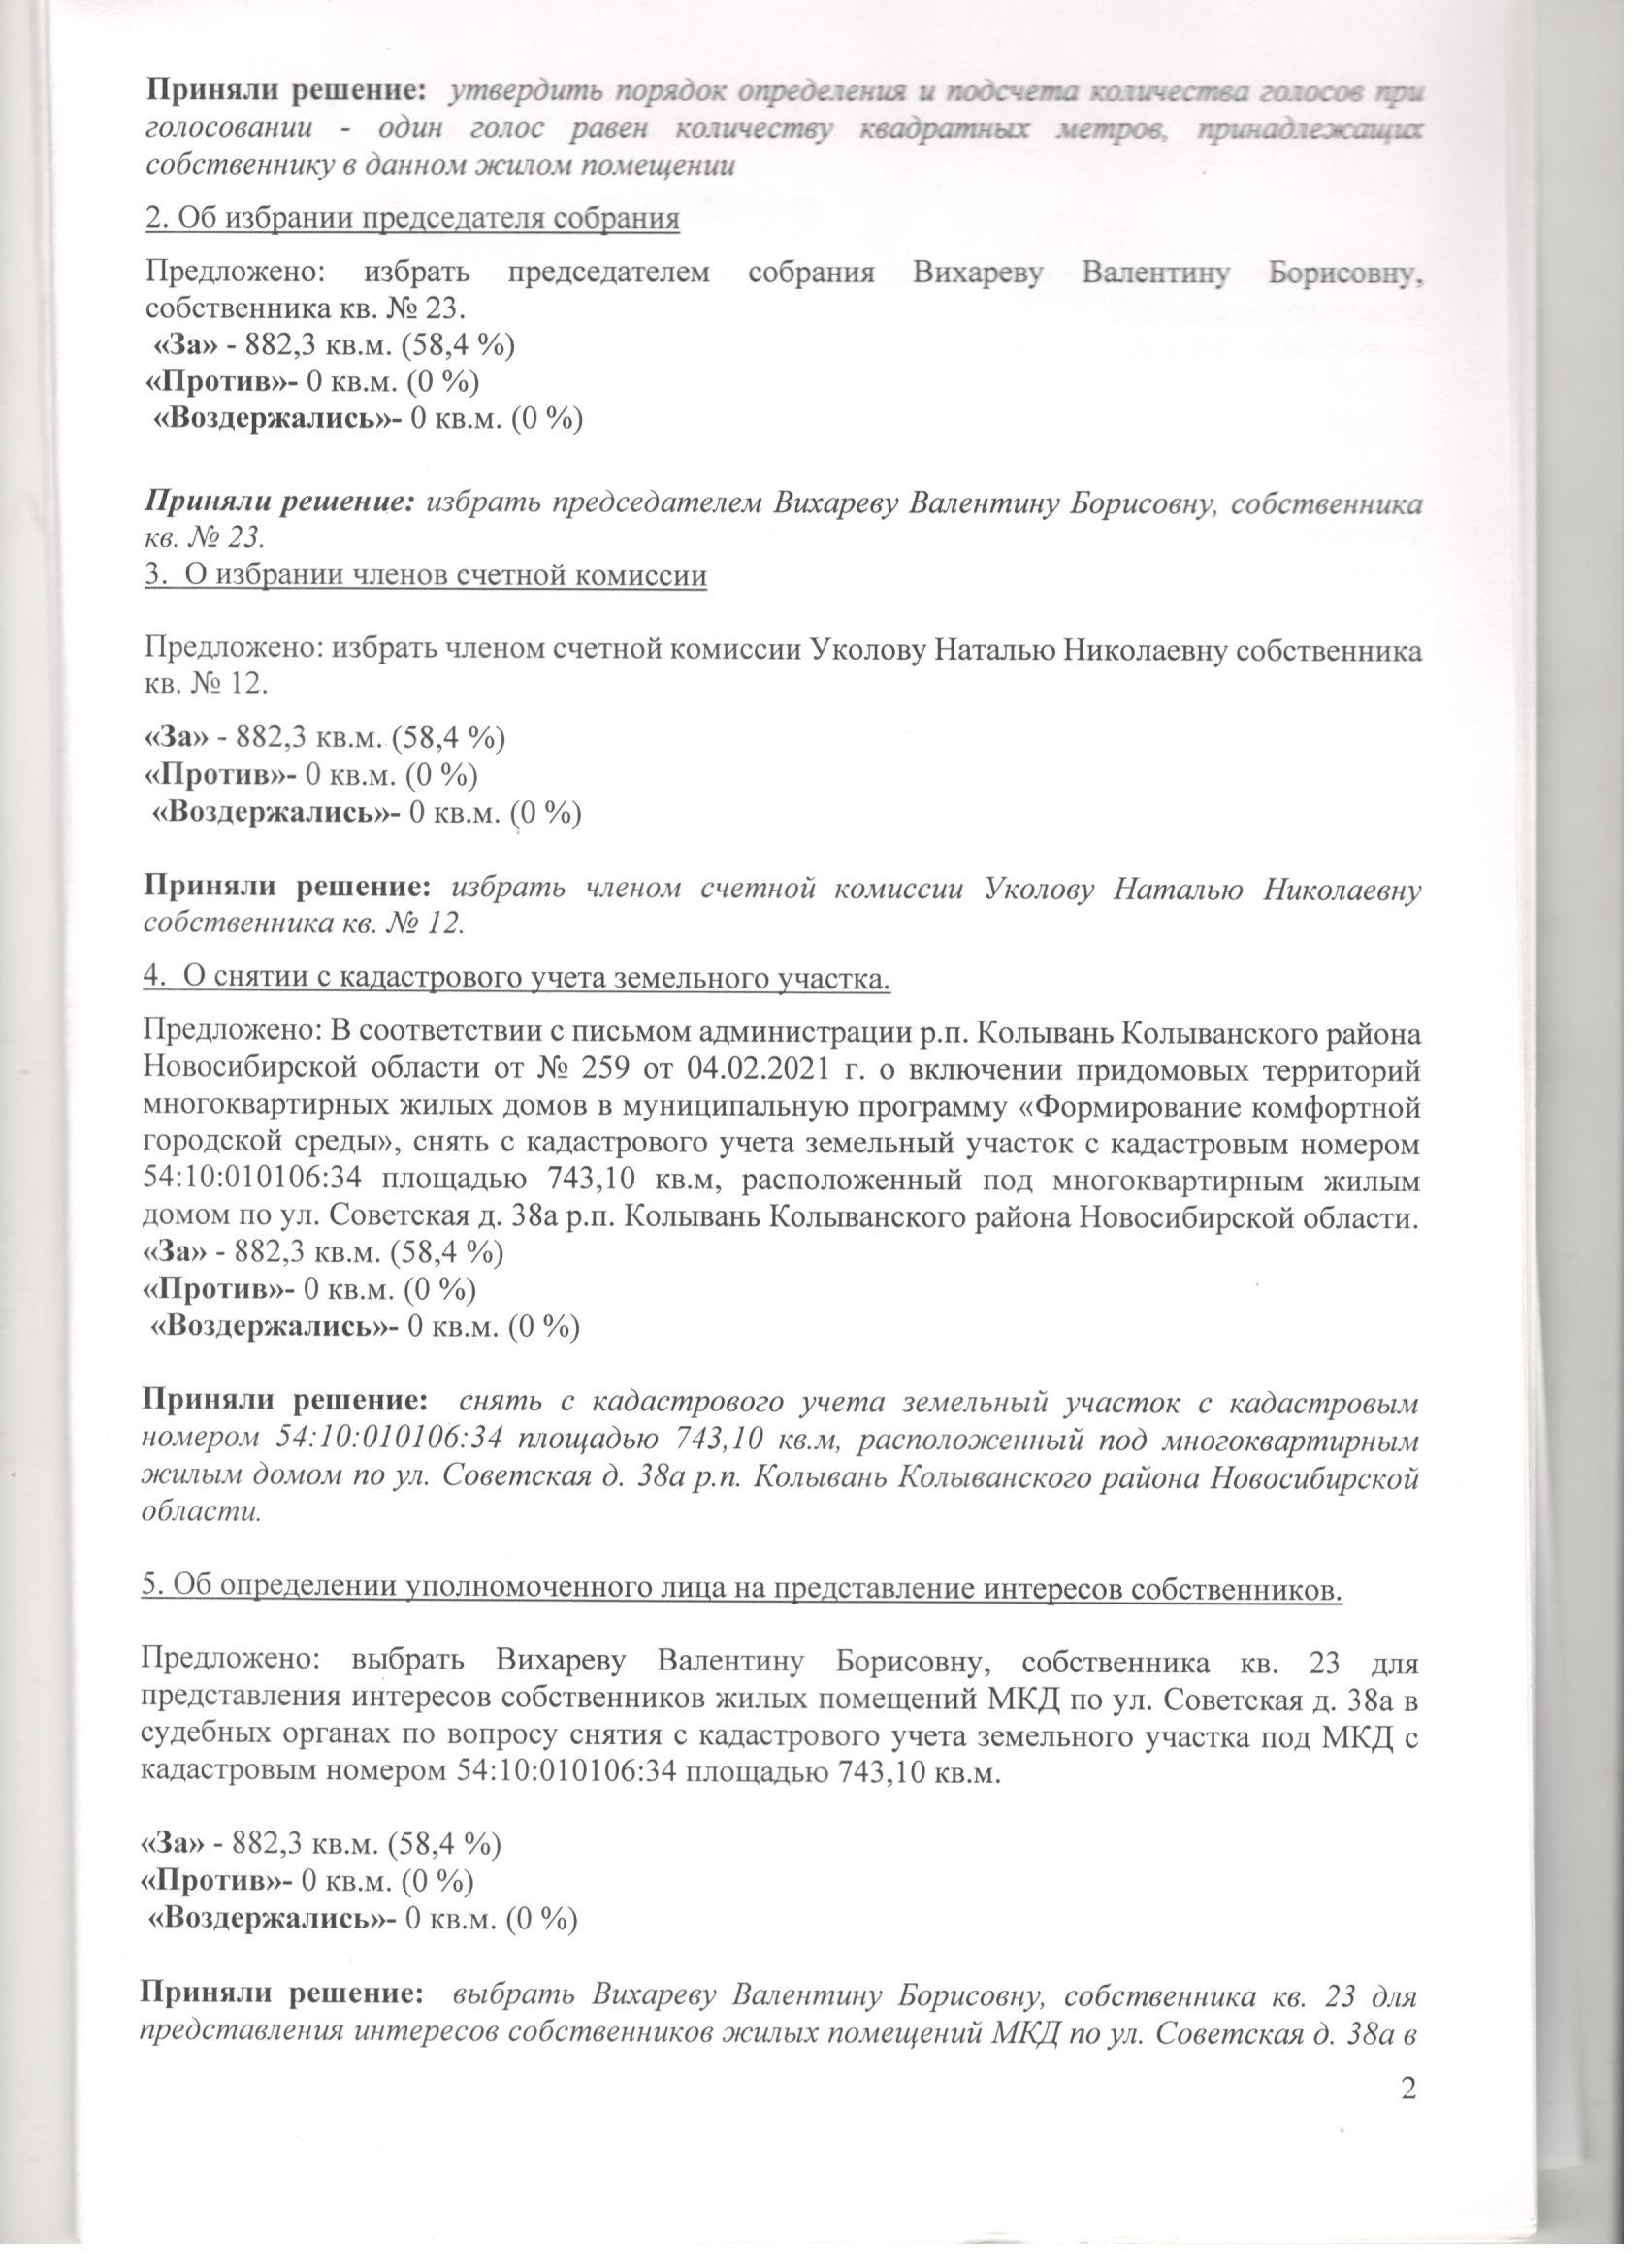 Приняли решение: утвердить порядок определения и подсчета количества голосов при
голосовании - один голос равен количеству квадратных метров, принадлежащих
собственнику в данном жилом помещении
2. Об избрании председателя собрания
Предложено: избрать председателем собрания Вихареву Валентину Борисовну,
собственника кв. № 23.
«За» - 882,3 кв.м. (58,4 %)
«Против»- 0 кв.м. (0 %)
«Воздержались»- 0 кв.м. (0 %)
Приняли решение: избрать председателем Вихареву Валентину Борисовну, собственника
кв. № 23.
3. О избрании членов счетной комиссии
Предложено: избрать членом счетной комиссии Уколову Наталью Николаевну собственника
кв. № 12.
«За» - 882,3 кв.м. (58,4 %)
«Против»- 0 кв.м. (0 %)
«Воздержались»- 0 кв.м. (0 %)
Приняли решение: избрать членом счетной комиссии Уколову Наталью Николаевну
собственника кв. № 12.
4. О снятии с кадастрового учета земельного участка.
Предложено: В соответствии с письмом администрации р.п. Колывань Колыванского района
Новосибирской области от № 259 от 04.02.2021 г. о включении придомовых территорий
многоквартирных жилых домов в муниципальную программу «Формирование комфортной
городской среды», снять с кадастрового учета земельный участок с кадастровым номером
54:10:010106:34 площадью 743,10 кв.м, расположенный под многоквартирным жилым
домом по ул. Советская д. 38а р.п. Колывань Колыванского района Новосибирской области.
«За» - 882,3 кв.м. (58,4 %)
«Против»- 0 кв.м. (0 %)
«Воздержались»- 0 кв.м. (0 %)
Приняли решение: снять с кадастрового учета земельный участок с кадастровым
номером 54:10:010106:34 площадью 743,10 кв.м, расположенный под многоквартирным
жилым домом по ул. Советская д. 38а р.п. Колывань Колыванского района Новосибирской
области.
5. Об определении уполномоченного лица на представление интересов собственников.
Предложено: выбрать Вихареву Валентину Борисовну, собственника кв. 23 для
представления интересов собственников жилых помещений МКД по ул. Советская д. 38а в
судебных органах по вопросу снятия с кадастрового учета земельного участка под МКД с
кадастровым номером 54:10:010106:34 площадью 743,10 кв.м.
«За» - 882,3 кв.м. (58,4 %)
«Против»- 0 кв.м. (0 %)
«Воздержались»- 0 кв.м. (0 %)
Приняли решение: выбрать Вихареву Валентину Борисовну, собственника кв. 23 для
представления интересов собственников жилых помещений МКД по ул. Советская д. 38а в
2